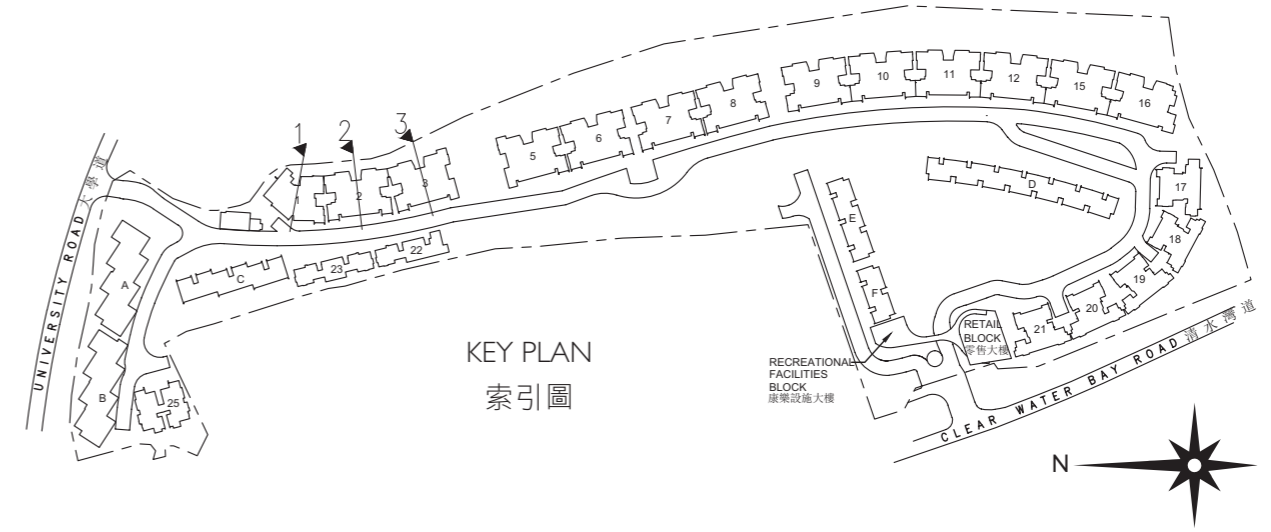 1
2
3
1
2
3
5
6
7
8
9
10
11
12
15
16
17
18
19
20
21
22
23
25
A
B
C
D
E
F
UNIVERSITY ROAD 大學道
KEY PLAN
索引圖
RECREATIONAL
FACILITIES
BLOCK
康樂設施大樓
RETAIL
BLOCK
零售大樓
CLEAR WATER BAY ROAD 清水灣道
N